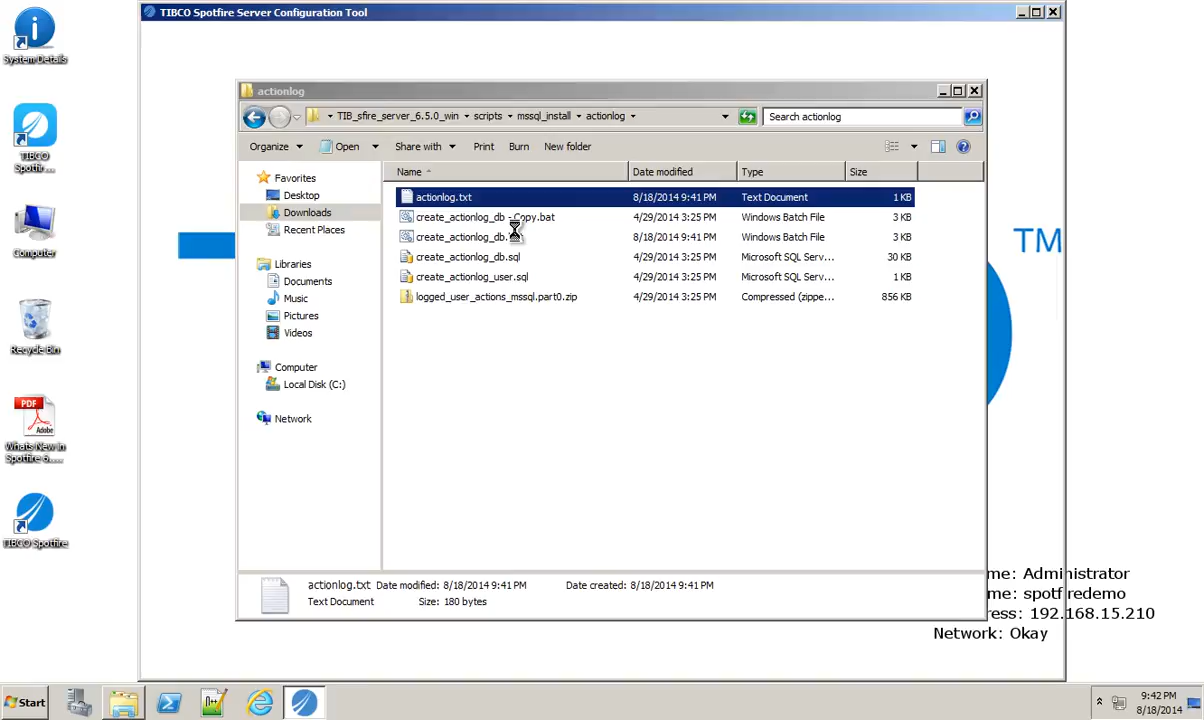 TIBCO Spotfire Server Configuration Tool
System Details
TIBCO
Spotfir...
Computer
Recycle Bin
PDF
Adobe
Whats New in
Spotfire 6.....
TIBCO Spotfire
actionlog
TIB_sfire_server_6.5.0_win
scripts
mssql_install
actionlog
Search actionlog
Organize
Open
Share with
Print
Burn
New folder
Favorites
Desktop
Downloads
Recent Places
Libraries
Documents
Music
Pictures
Videos
Computer
Local Disk (C:)
Network
Name Date modified Type Size
actionlog.txt 8/18/2014 9:41 PM Text Document 1 KB
create_actionlog_db - Copy.bat 4/29/2014 3:25 PM Windows Batch File 3 KB
create_actionlog_db. 8/18/2014 9:41 PM Windows Batch File 3 KB
create_actionlog_db.sql 4/29/2014 3:25 PM Microsoft SQL Serv... 30 KB
create_actionlog_user.sql 4/29/2014 3:25 PM Microsoft SQL Serv... 1 KB
logged_user_actions_mssql.part0.zip 4/29/2014 3:25 PM Compressed (zippe... 856 KB
actionlog.txt Date modified: 8/18/2014 9:41 PM Date created: 8/18/2014 9:41 PM
Text Document Size: 180 bytes
TM
me: Administrator
me: spotfiredemo
ress: 192.168.15.210
Network: Okay
Start
9:42 PM
8/18/2014